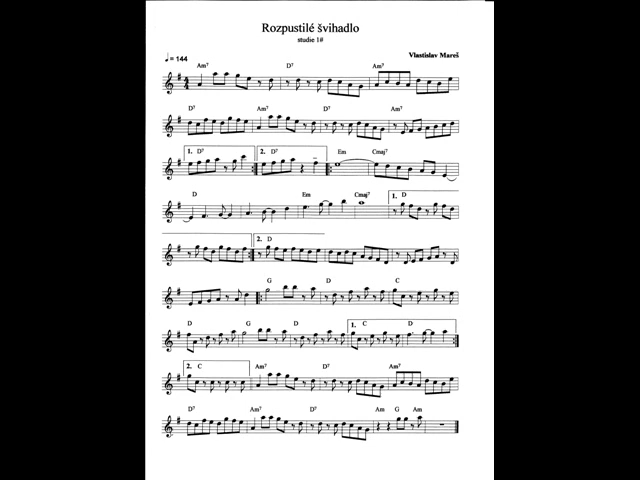 Rozpustilé švihadlo
studie 1#
Vlastislav Mareš
♩ = 144
Am7 D7 Am7
D7 Am7 D7 Am7
1. D7 2. D7 Em Cmaj7
D Em Cmaj7 1. D
2. D
G D C
D G D 1. C D
2. C Am7 D7 Am7
D7 Am7 D7 Am G Am